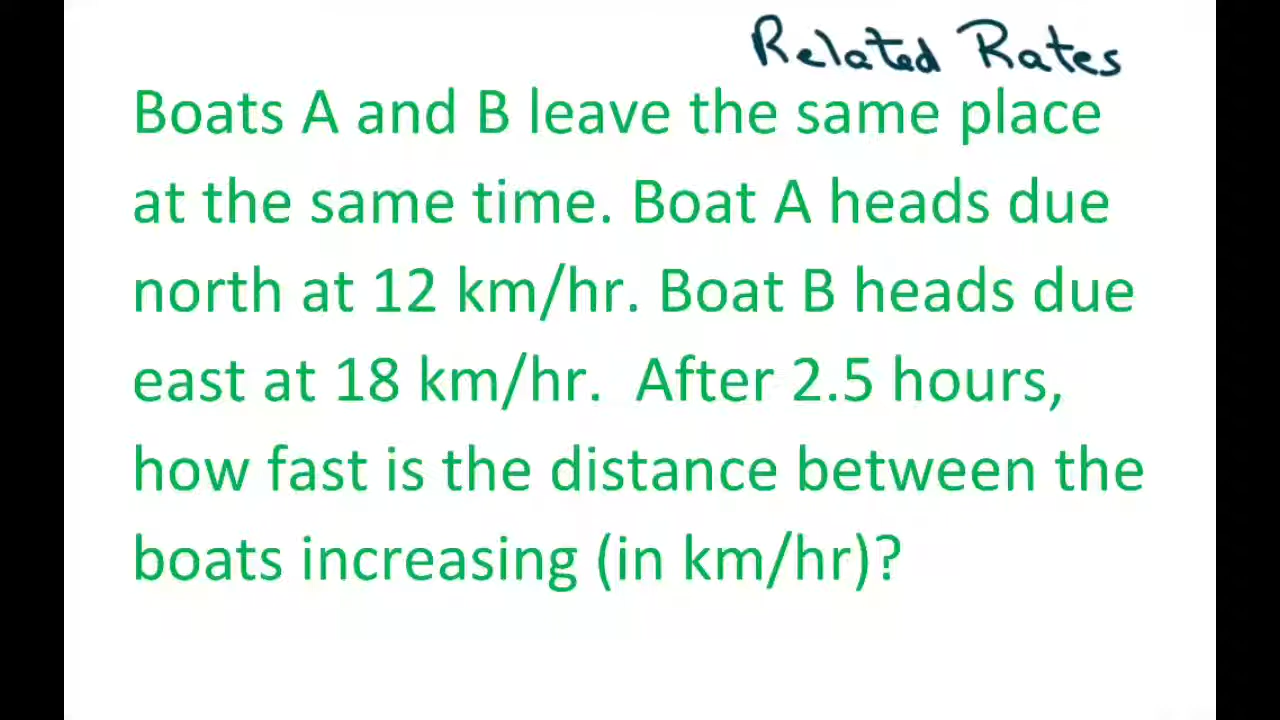 Related Rates
Boats A and B leave the same place
at the same time. Boat A heads due
north at 12 km/hr. Boat B heads due
east at 18 km/hr.  After 2.5 hours,
how fast is the distance between the
boats increasing (in km/hr)?